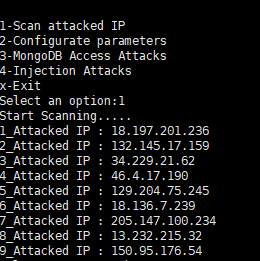 1-Scan attacked IP
2-Configurate parameters
3-MongoDB Access Attacks
4-Injection Attacks
x-Exit
Select an option:1
Start Scanning.....
1_Attacked IP : 18.197.201.236
2_Attacked IP : 132.145.17.159
3_Attacked IP : 34.229.21.62
4_Attacked IP : 46.4.17.190
5_Attacked IP : 129.204.75.245
6_Attacked IP : 18.136.7.239
7_Attacked IP : 205.147.100.234
8_Attacked IP : 13.232.215.32
9_Attacked IP : 150.95.176.54